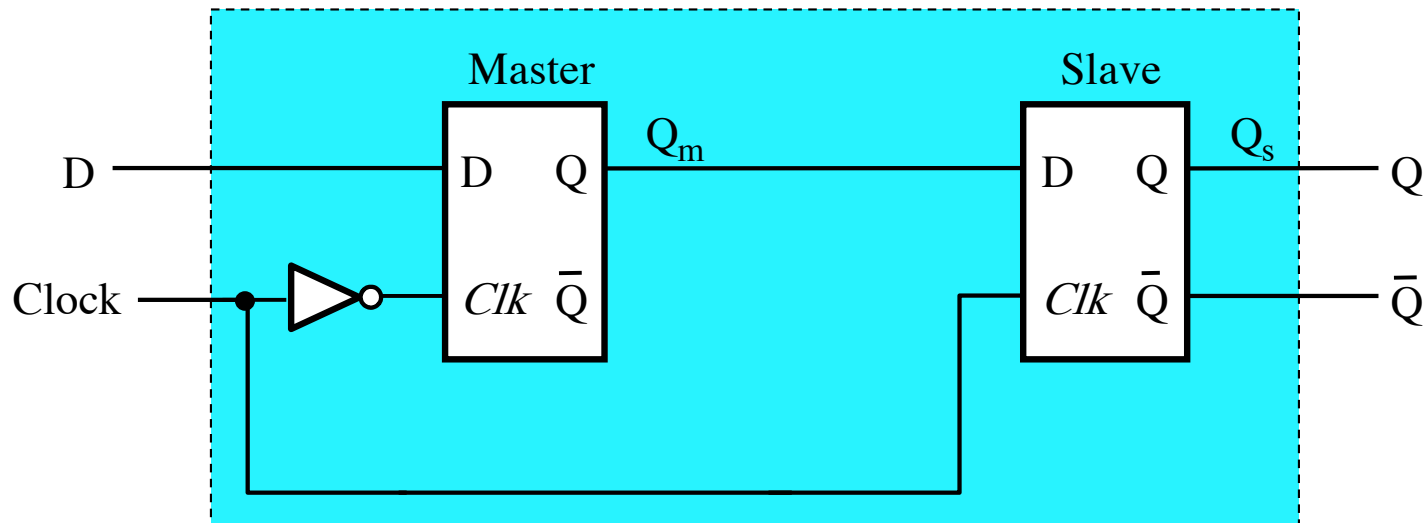 Master Slave
Qₘ Qₛ
D D Q D Q Q
Clock Clk Q̅ Clk Q̅ Q̅